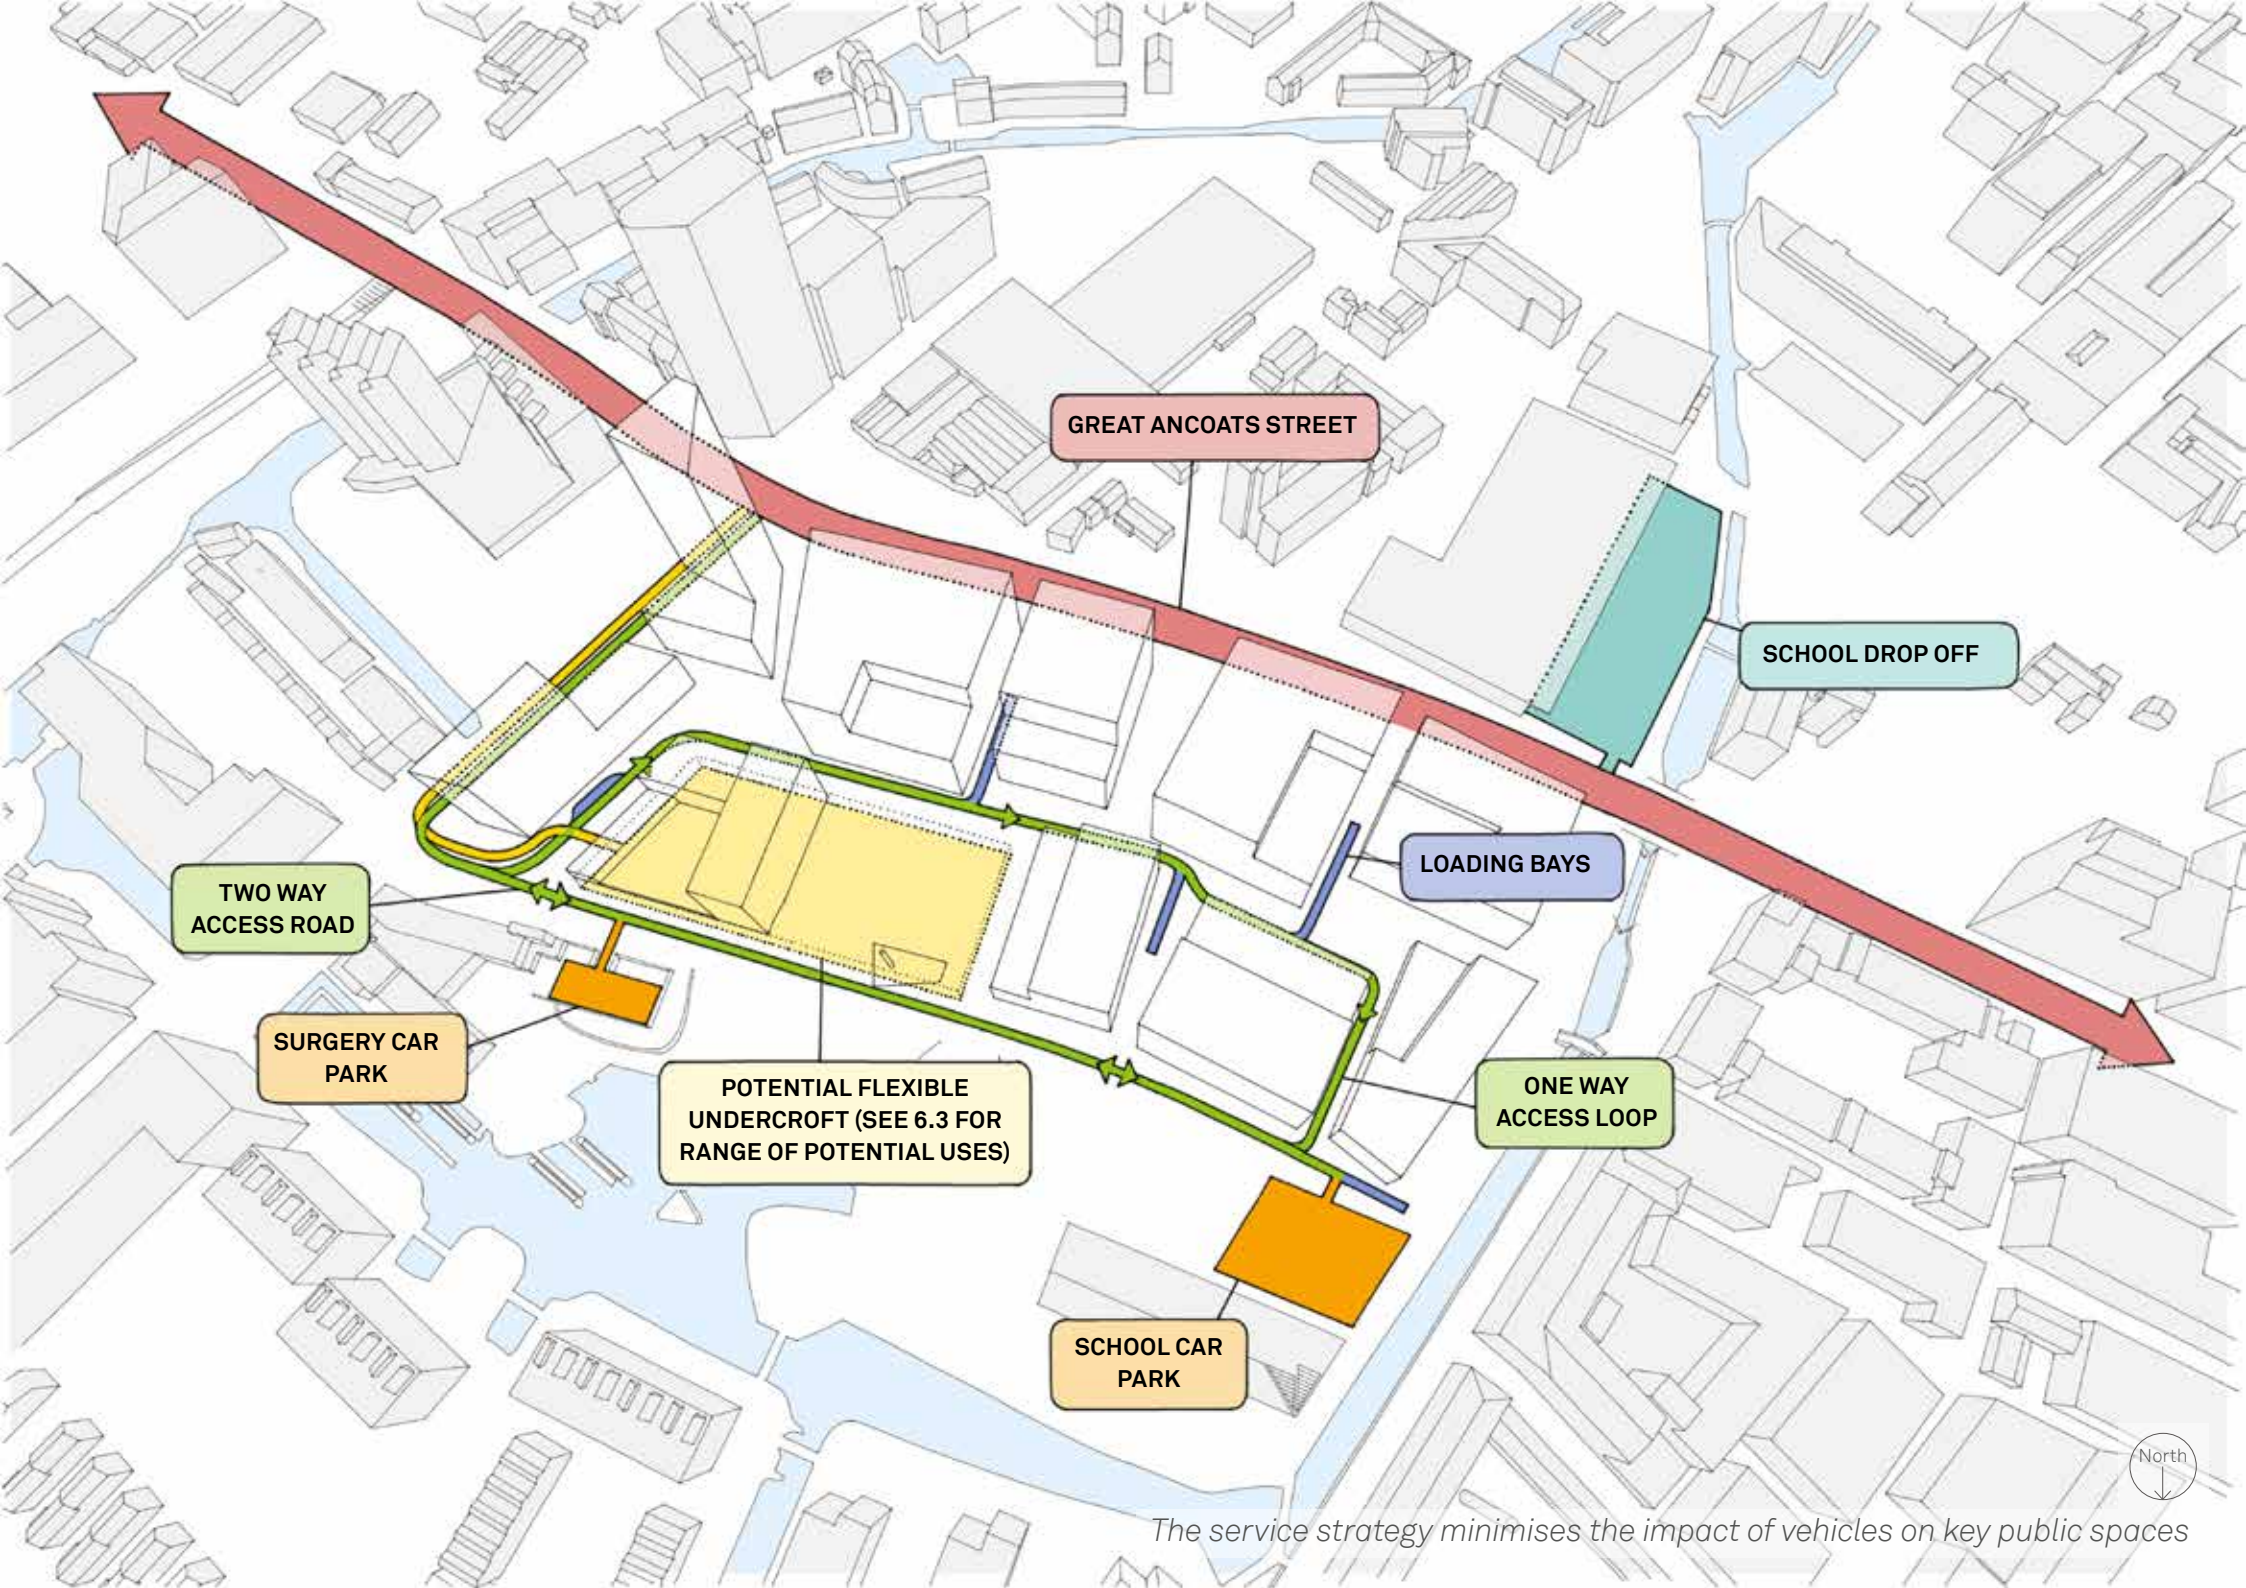 GREAT ANCOATS STREET
SCHOOL DROP OFF
LOADING BAYS
TWO WAY
ACCESS ROAD
SURGERY CAR
PARK
POTENTIAL FLEXIBLE
UNDERCROFT (SEE 6.3 FOR
RANGE OF POTENTIAL USES)
ONE WAY
ACCESS LOOP
SCHOOL CAR
PARK
North
The service strategy minimises the impact of vehicles on key public spaces